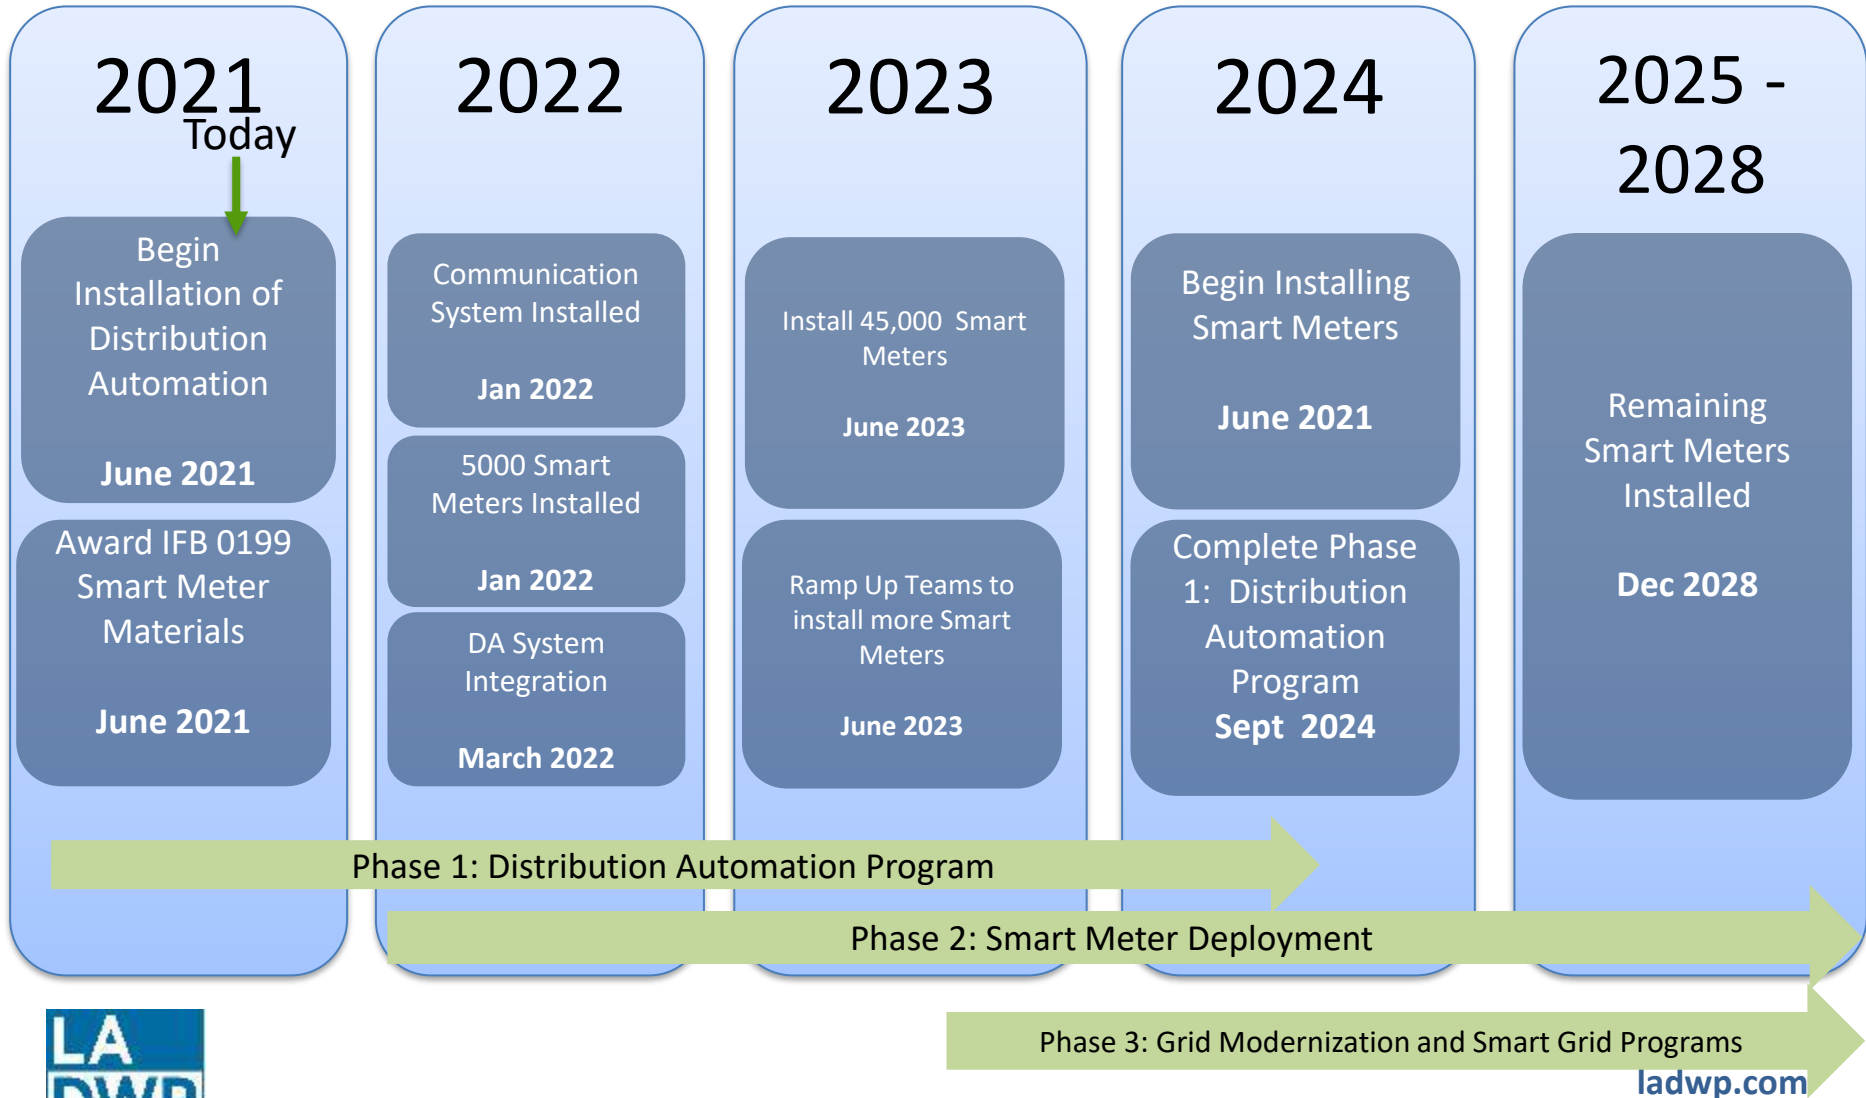 2021
Today
Begin
Installation of
Distribution
Automation
June 2021
Award IFB 0199
Smart Meter
Materials
June 2021
2022
Communication
System Installed
Jan 2022
5000 Smart
Meters Installed
Jan 2022
DA System
Integration
March 2022
2023
Install 45,000  Smart
Meters
June 2023
Ramp Up Teams to
install more Smart
Meters
June 2023
2024
Begin Installing
Smart Meters
June 2021
Complete Phase
1:  Distribution
Automation
Program
Sept  2024
2025 -
2028
Remaining
Smart Meters
Installed
Dec 2028
Phase 1: Distribution Automation Program
Phase 2: Smart Meter Deployment
Phase 3: Grid Modernization and Smart Grid Programs
LA
DWP
ladwp.com